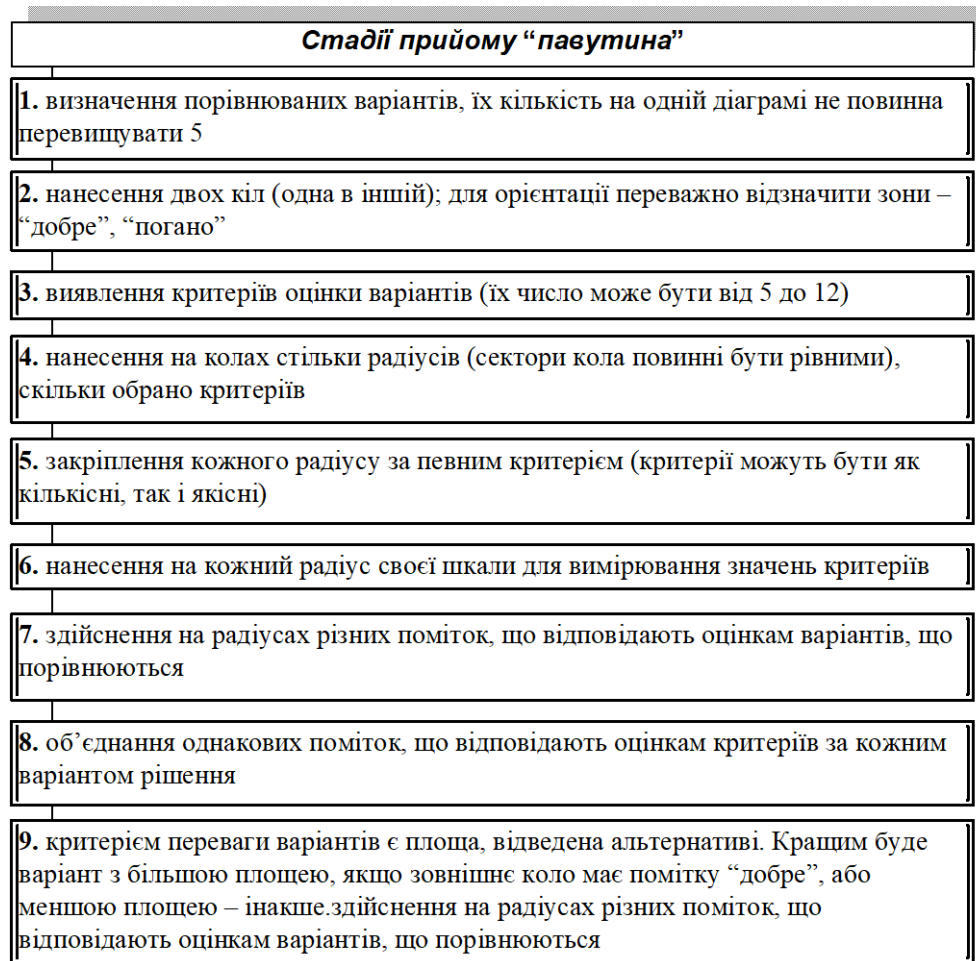 Стадії прийому “павутина”
1. визначення порівнюваних варіантів, їх кількість на одній діаграмі не повинна
перевищувати 5
2. нанесення двох кіл (одна в іншій); для орієнтації переважно відзначити зони –
“добре”, “погано”
3. виявлення критеріїв оцінки варіантів (їх число може бути від 5 до 12)
4. нанесення на колах стільки радіусів (сектори кола повинні бути рівними),
скільки обрано критеріїв
5. закріплення кожного радіусу за певним критерієм (критерії можуть бути як
кількісні, так і якісні)
6. нанесення на кожний радіус своєї шкали для вимірювання значень критеріїв
7. здійснення на радіусах різних поміток, що відповідають оцінкам варіантів, що
порівнюються
8. об’єднання однакових поміток, що відповідають оцінкам критеріїв за кожним
варіантом рішення
9. критерієм переваги варіантів є площа, відведена альтернативі. Кращим буде
варіант з більшою площею, якщо зовнішнє коло має помітку “добре”, або
меншою площею – інакше.здійснення на радіусах різних поміток, що
відповідають оцінкам варіантів, що порівнюються